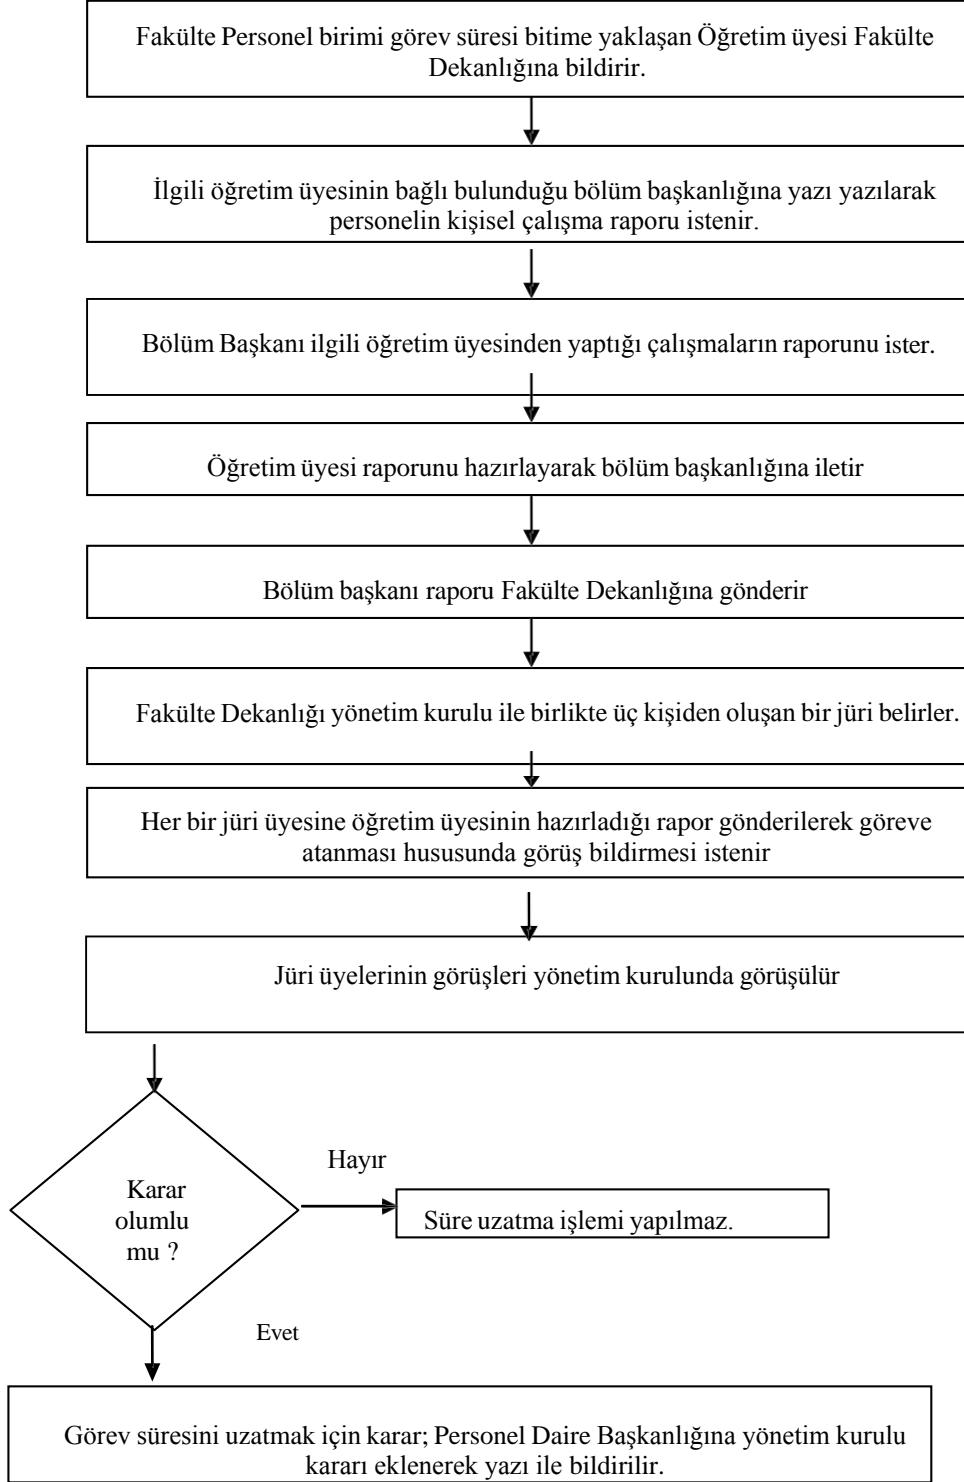 Fakülte Personel birimi görev süresi bitime yaklaşan Öğretim üyesi Fakülte
Dekanlığına bildirir.
İlgili öğretim üyesinin bağlı bulunduğu bölüm başkanlığına yazı yazılarak
personelin kişisel çalışma raporu istenir.
Bölüm Başkanı ilgili öğretim üyesinden yaptığı çalışmaların raporunu ister.
Öğretim üyesi raporunu hazırlayarak bölüm başkanlığına iletir
Bölüm başkanı raporu Fakülte Dekanlığına gönderir
Fakülte Dekanlığı yönetim kurulu ile birlikte üç kişiden oluşan bir jüri belirler.
Her bir jüri üyesine öğretim üyesinin hazırladığı rapor gönderilerek göreve
atanması hususunda görüş bildirmesi istenir
Jüri üyelerinin görüşleri yönetim kurulunda görüşülür
Hayır
Karar
olumlu
mu ?
Süre uzatma işlemi yapılmaz.
Evet
Görev süresini uzatmak için karar; Personel Daire Başkanlığına yönetim kurulu
kararı eklenerek yazı ile bildirilir.